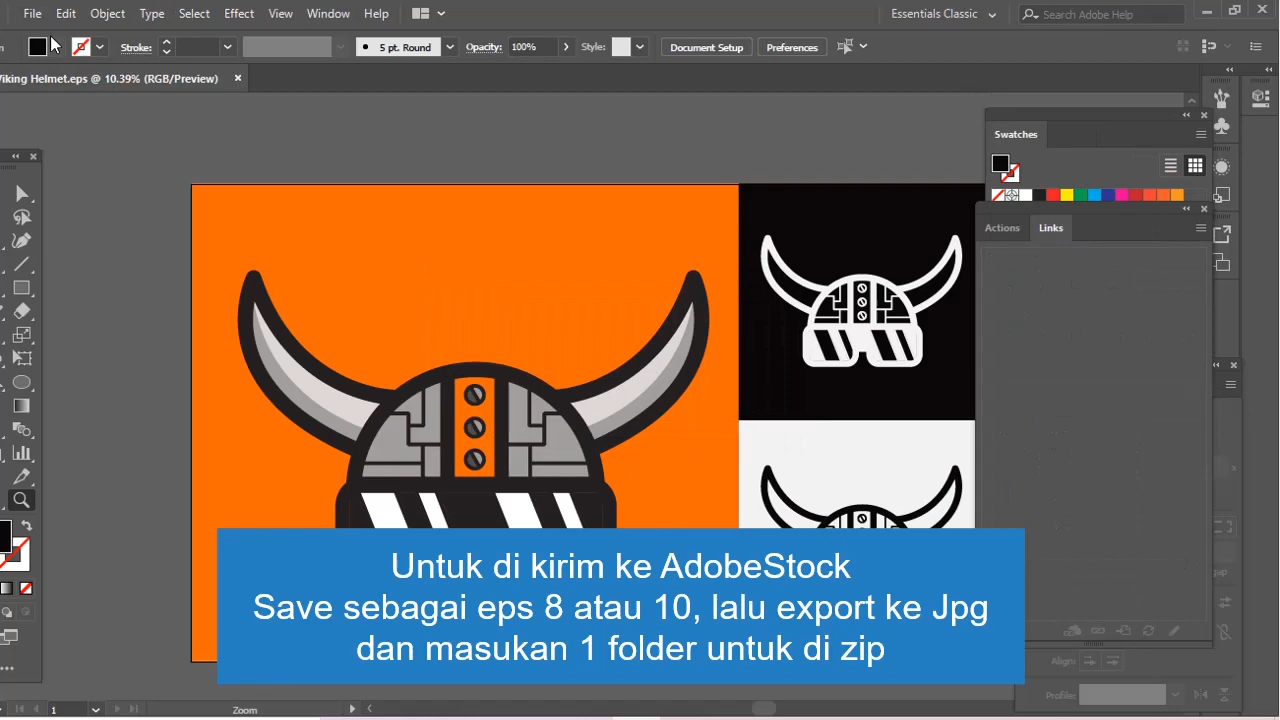 File Edit Object Type Select Effect View Window Help
Essentials Classic
Search Adobe Help
Stroke:
5 pt. Round
Opacity: 100%
Style:
Document Setup
Preferences
Viking Helmet.eps @ 10.39% (RGB/Preview)
Swatches
Actions
Links
Untuk di kirim ke AdobeStock
Save sebagai eps 8 atau 10, lalu export ke Jpg
dan masukan 1 folder untuk di zip
Align:
Profile:
1
Zoom